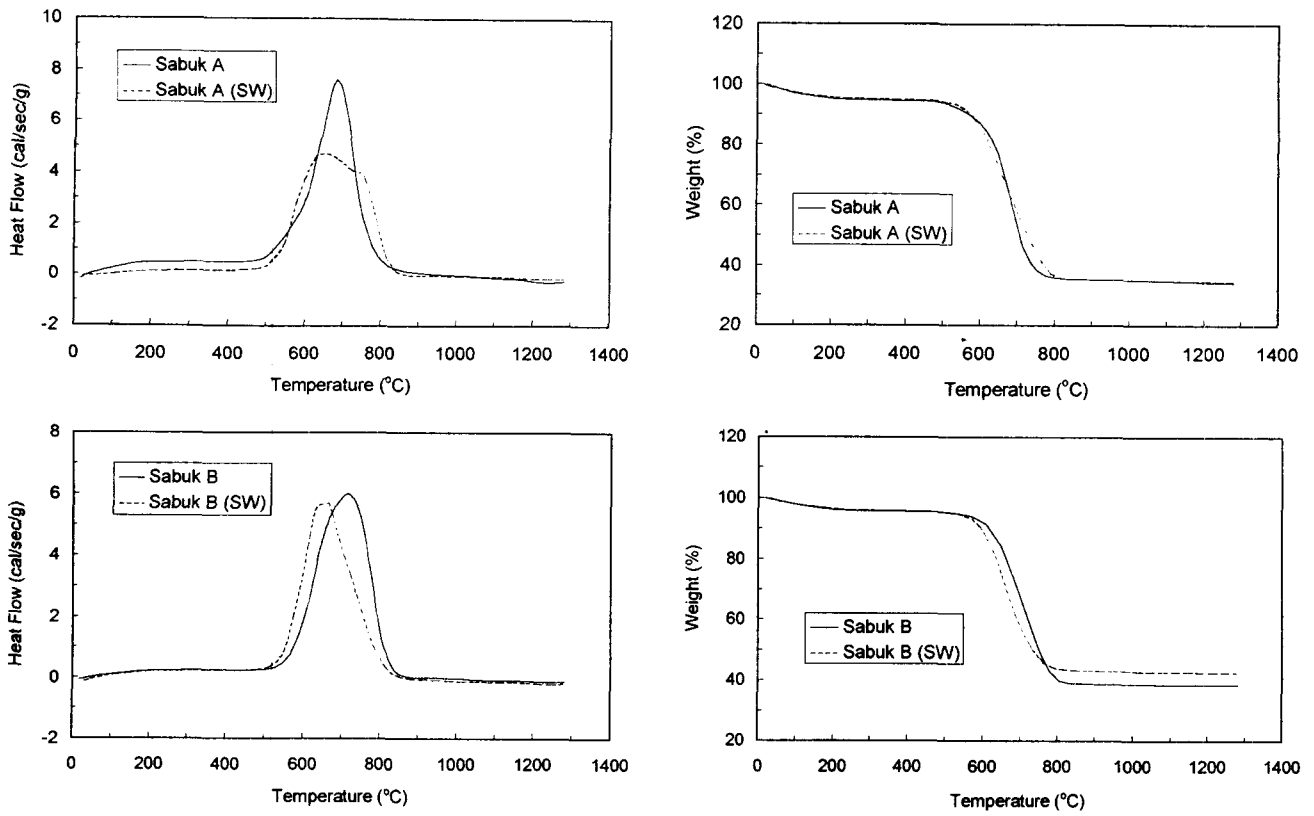 10
8
6
4
2
0
-2
Heat Flow (cal/sec/g)
Sabuk A
Sabuk A (SW)
0 200 400 600 800 1000 1200 1400
Temperature (°C)
120
100
80
60
40
20
Weight (%)
Sabuk A
Sabuk A (SW)
0 200 400 600 800 1000 1200 1400
Temperature (°C)
8
6
4
2
0
-2
Heat Flow (cal/sec/g)
Sabuk B
Sabuk B (SW)
0 200 400 600 800 1000 1200 1400
Temperature (°C)
120
100
80
60
40
20
Weight (%)
Sabuk B
Sabuk B (SW)
0 200 400 600 800 1000 1200 1400
Temperature (°C)